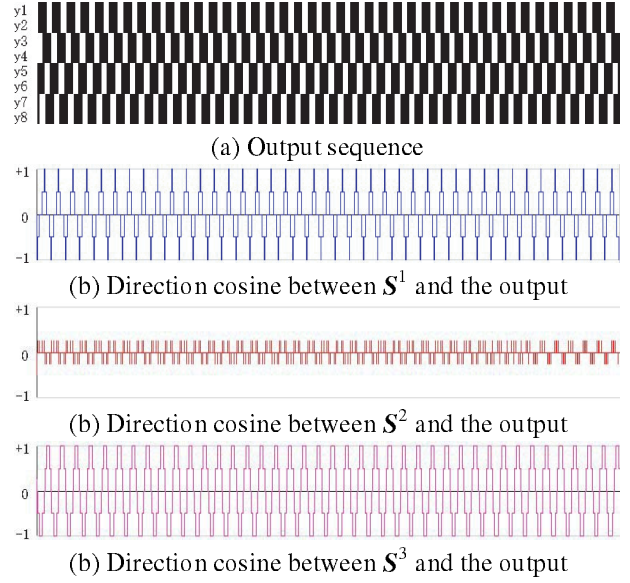 y1
y2
y3
y4
y5
y6
y7
y8
(a) Output sequence
+1
0
-1
(b) Direction cosine between S¹ and the output
+1
0
-1
(b) Direction cosine between S² and the output
+1
0
-1
(b) Direction cosine between S³ and the output